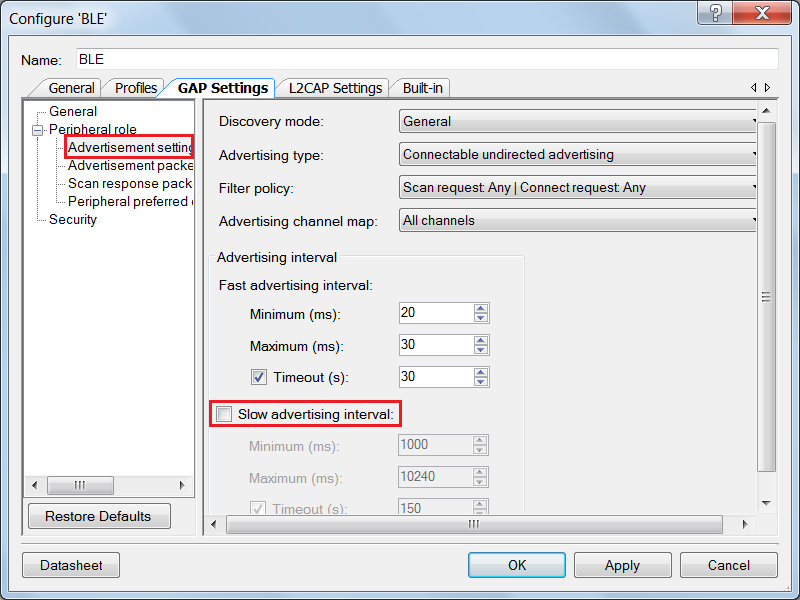 Configure 'BLE'
Name: BLE
General Profiles GAP Settings L2CAP Settings Built-in
General
Peripheral role
Advertisement setting
Advertisement packe
Scan response pack
Peripheral preferred
Security
Restore Defaults
Discovery mode: General
Advertising type: Connectable undirected advertising
Filter policy: Scan request: Any | Connect request: Any
Advertising channel map: All channels
Advertising interval
Fast advertising interval:
Minimum (ms): 20
Maximum (ms): 30
Timeout (s): 30
Slow advertising interval:
Minimum (ms): 1000
Maximum (ms): 10240
Timeout (s): 150
Datasheet OK Apply Cancel